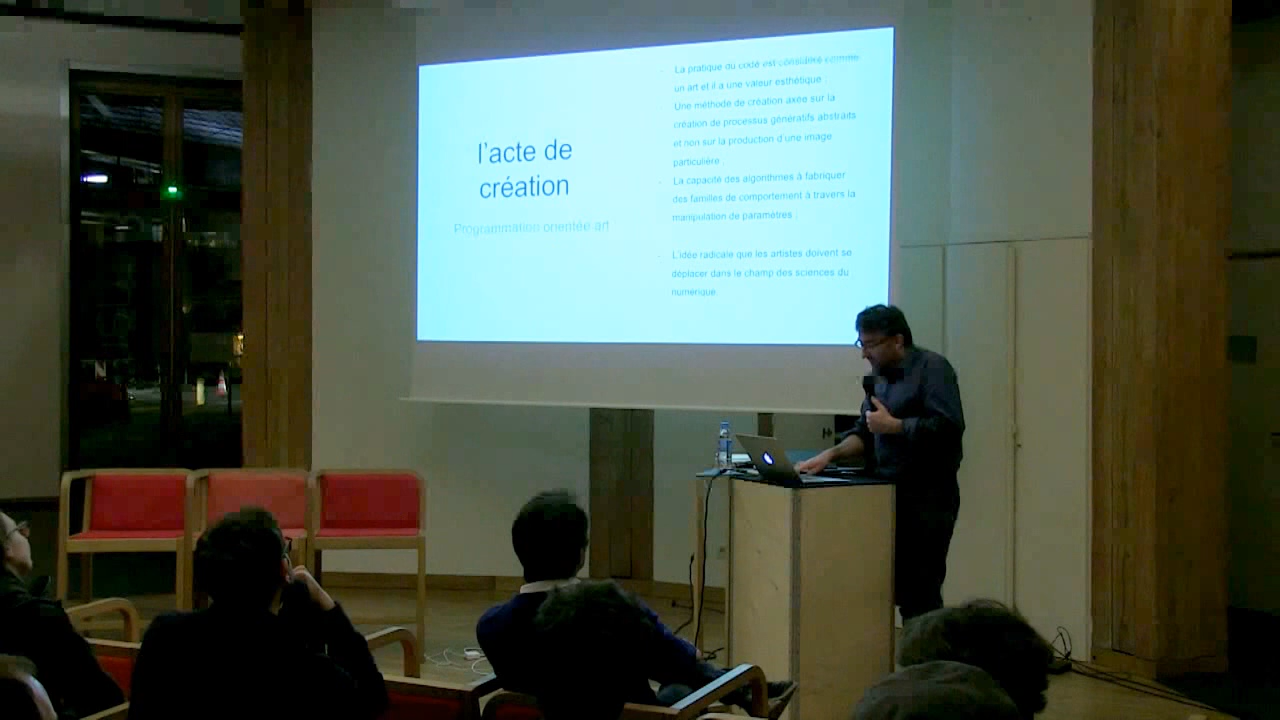 l'acte de
création
Programmation orientée art
- La pratique du code est considéré comme
un art et il a une valeur esthétique ;
- Une méthode de création axée sur la
création de processus génératifs abstraits
et non sur la production d'une image
particulière ;
- La capacité des algorithmes à fabriquer
des familles de comportement à travers la
manipulation de paramètres ;
- L'idée radicale que les artistes doivent se
déplacer dans le champ des sciences du
numérique.